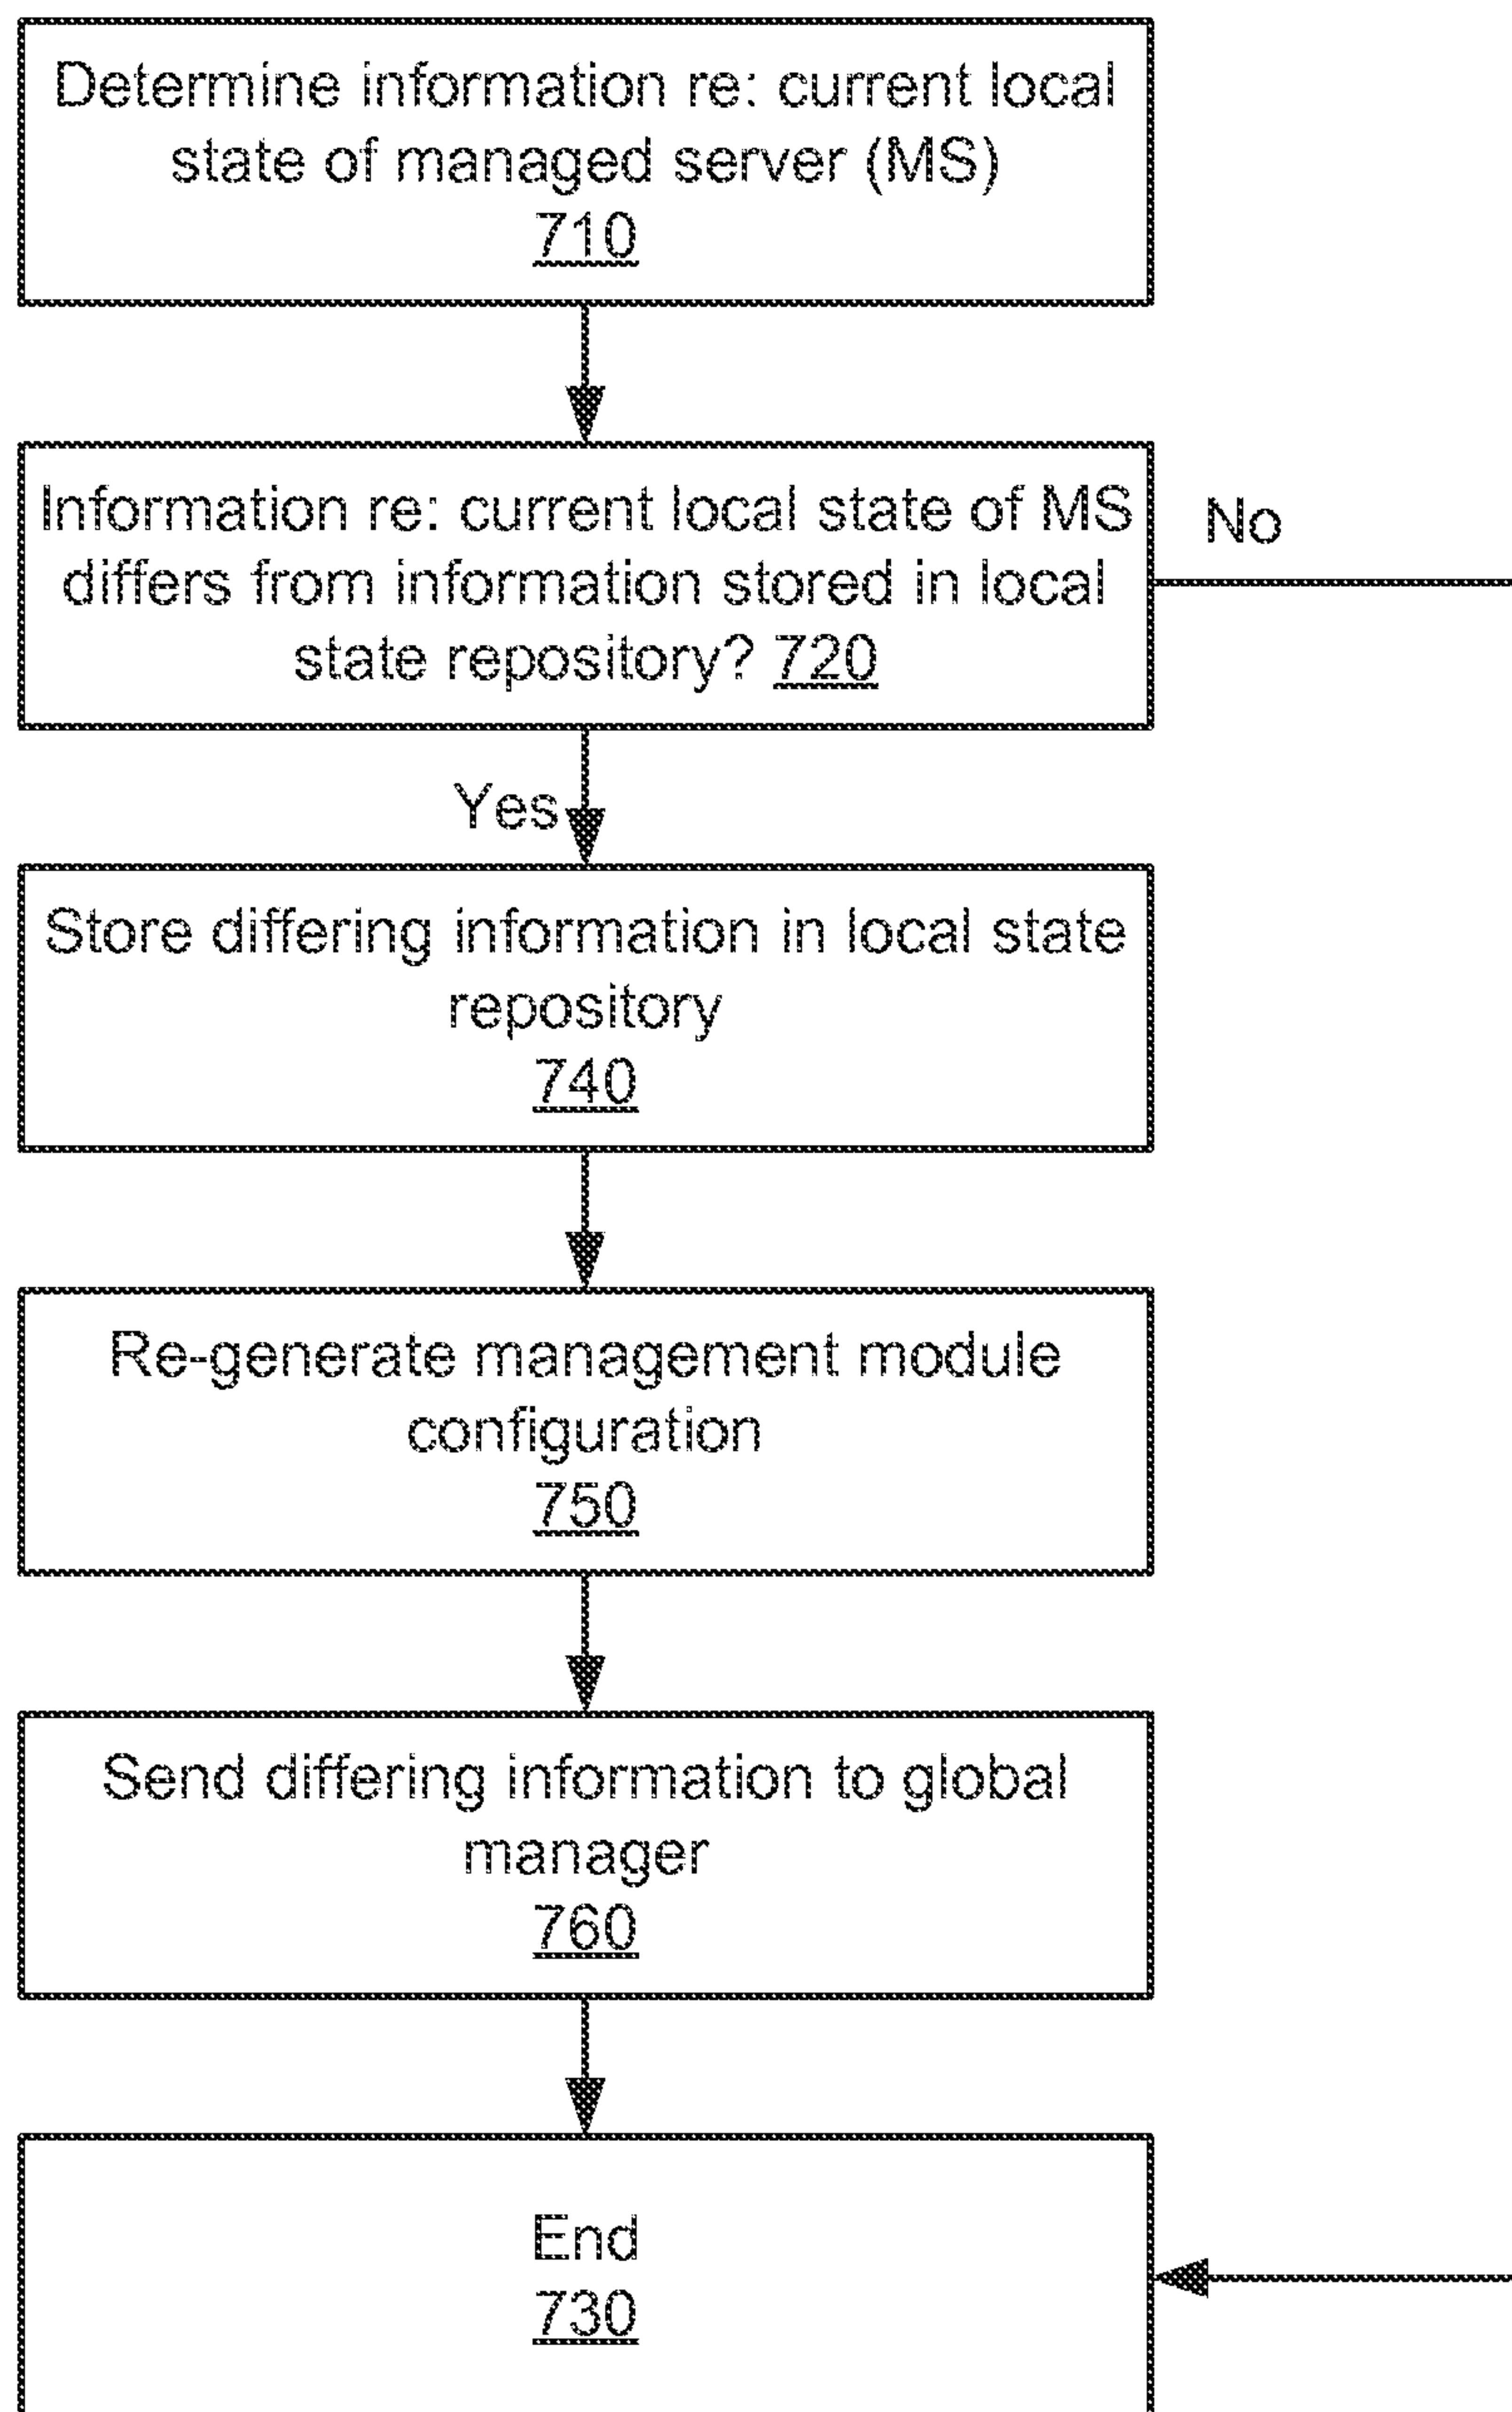 Determine information re: current local
state of managed server (MS)
710
Information re: current local state of MS
differs from information stored in local
state repository? 720
No
Yes
Store differing information in local state
repository
740
Re-generate management module
configuration
750
Send differing information to global
manager
760
End
730